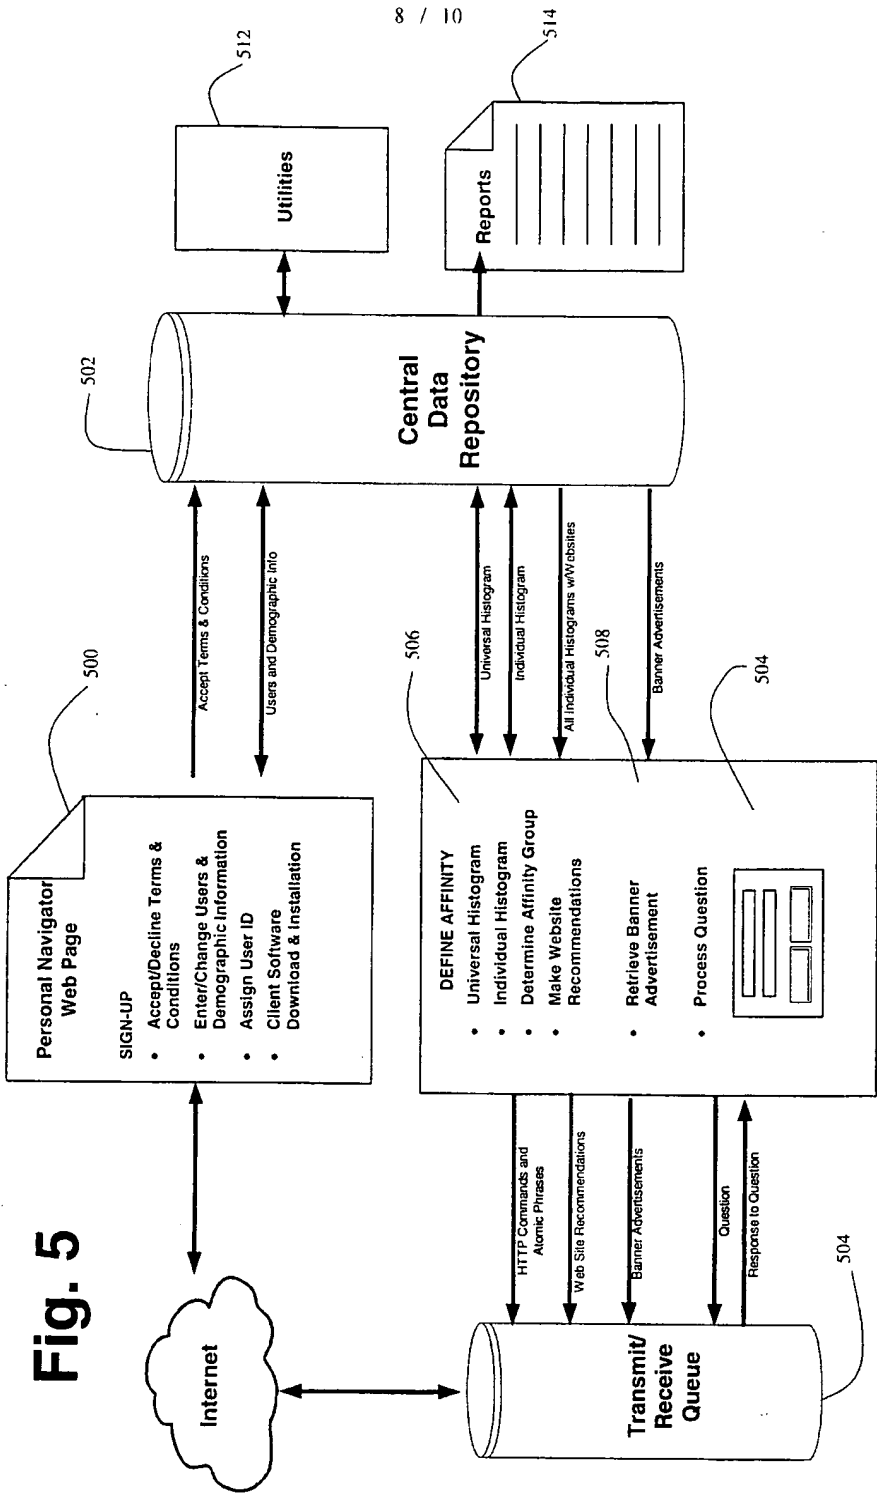 8 / 10
Fig. 5
Internet
Personal Navigator
Web Page
SIGN-UP
• Accept/Decline Terms &
Conditions
• Enter/Change Users &
Demographic Information
• Assign User ID
• Client Software
Download & Installation
500
Accept Terms & Conditions
Users and Demographic Info
502
Central
Data
Repository
Utilities
512
Reports
514
Transmit/
Receive
Queue
504
HTTP Commands and
Atomic Phrases
Web Site Recommendations
Banner Advertisements
Question
Response to Question
DEFINE AFFINITY
• Universal Histogram
• Individual Histogram
• Determine Affinity Group
• Make Website
Recommendations
• Retrieve Banner
Advertisement
• Process Question
506
508
504
Universal Histogram
Individual Histogram
All Individual Histograms w/Websites
Banner Advertisements